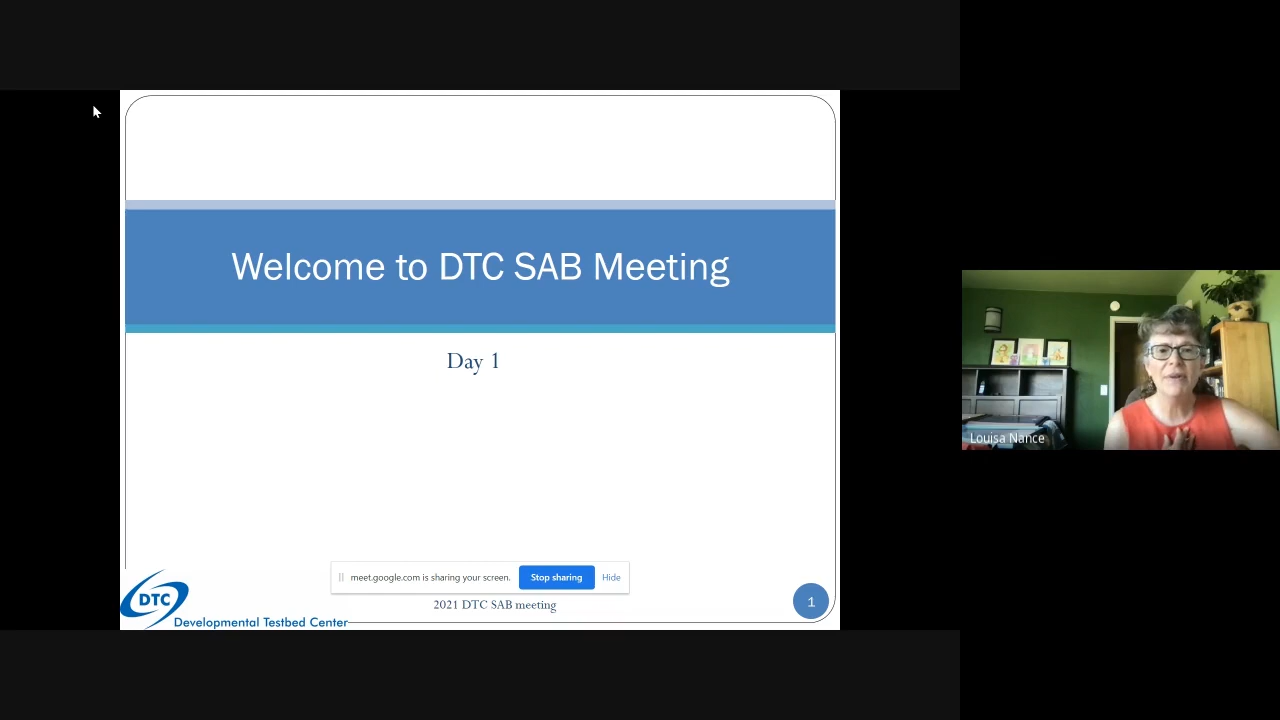 Welcome to DTC SAB Meeting
Day 1
meet.google.com is sharing your screen. Stop sharing Hide
2021 DTC SAB meeting
1
DTC
Developmental Testbed Center
Louisa Nance